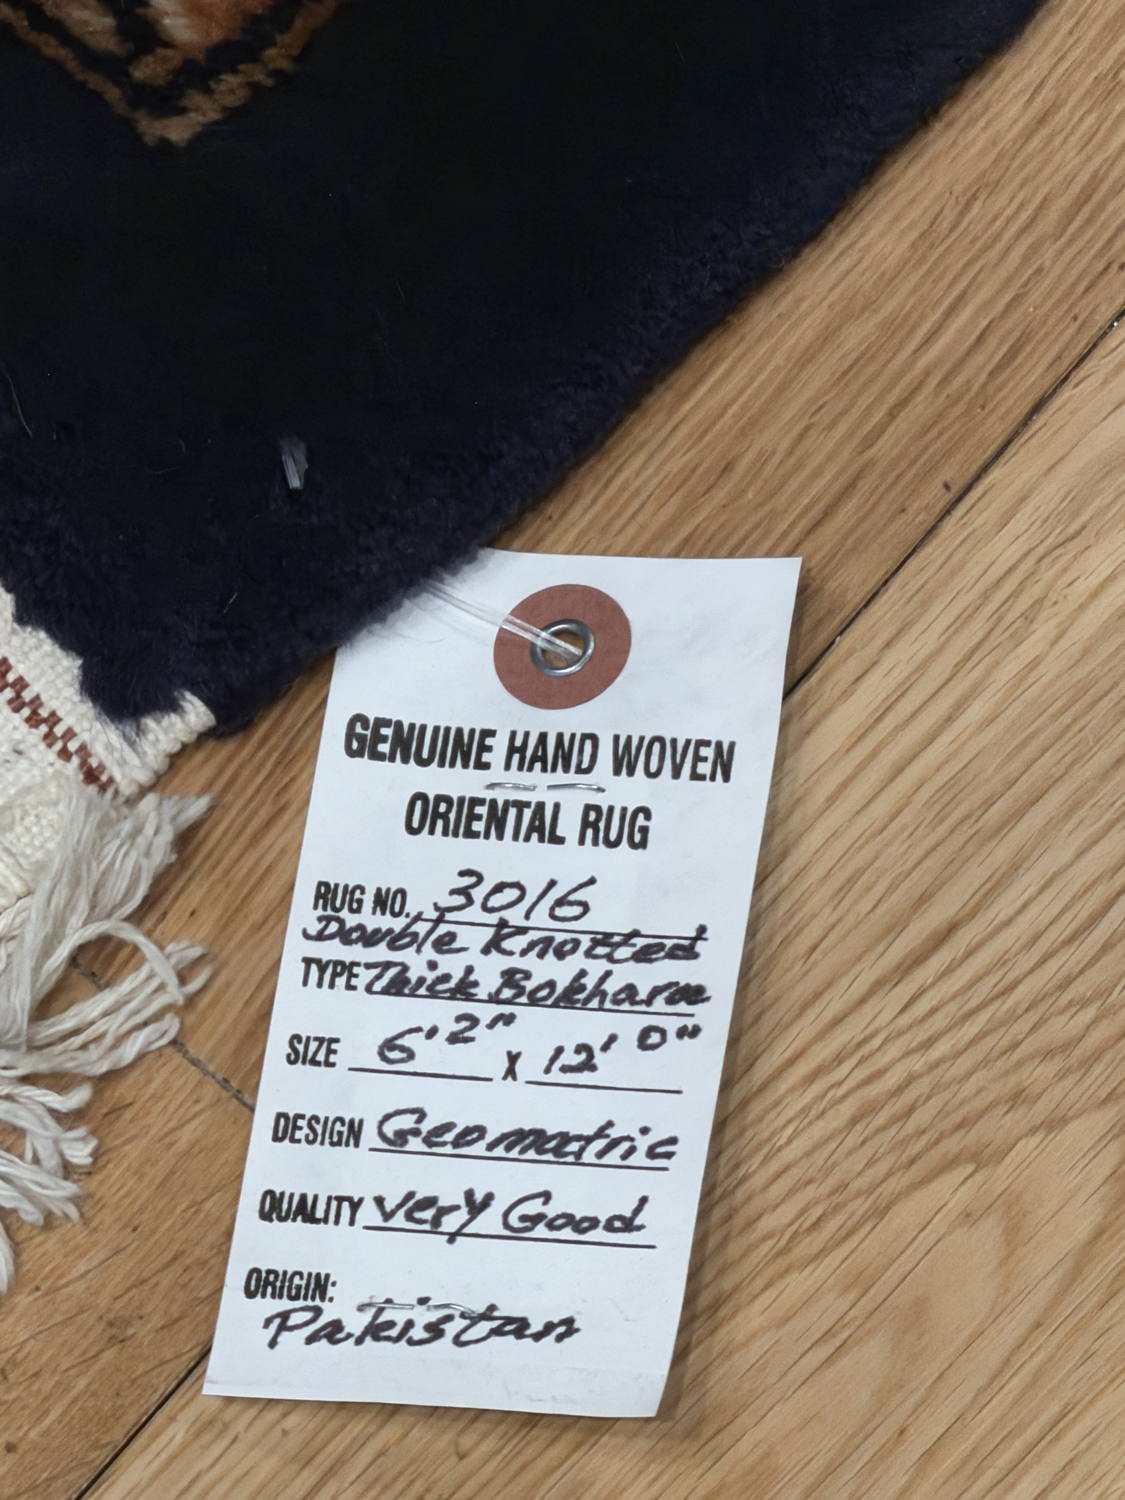 GENUINE HAND WOVEN
ORIENTAL RUG
RUG NO. 3016
Double Knotted
TYPE Thick Bokharoe
SIZE 6'2" X 12'0"
DESIGN Geomatric
QUALITY Very Good
ORIGIN:
Pakistan